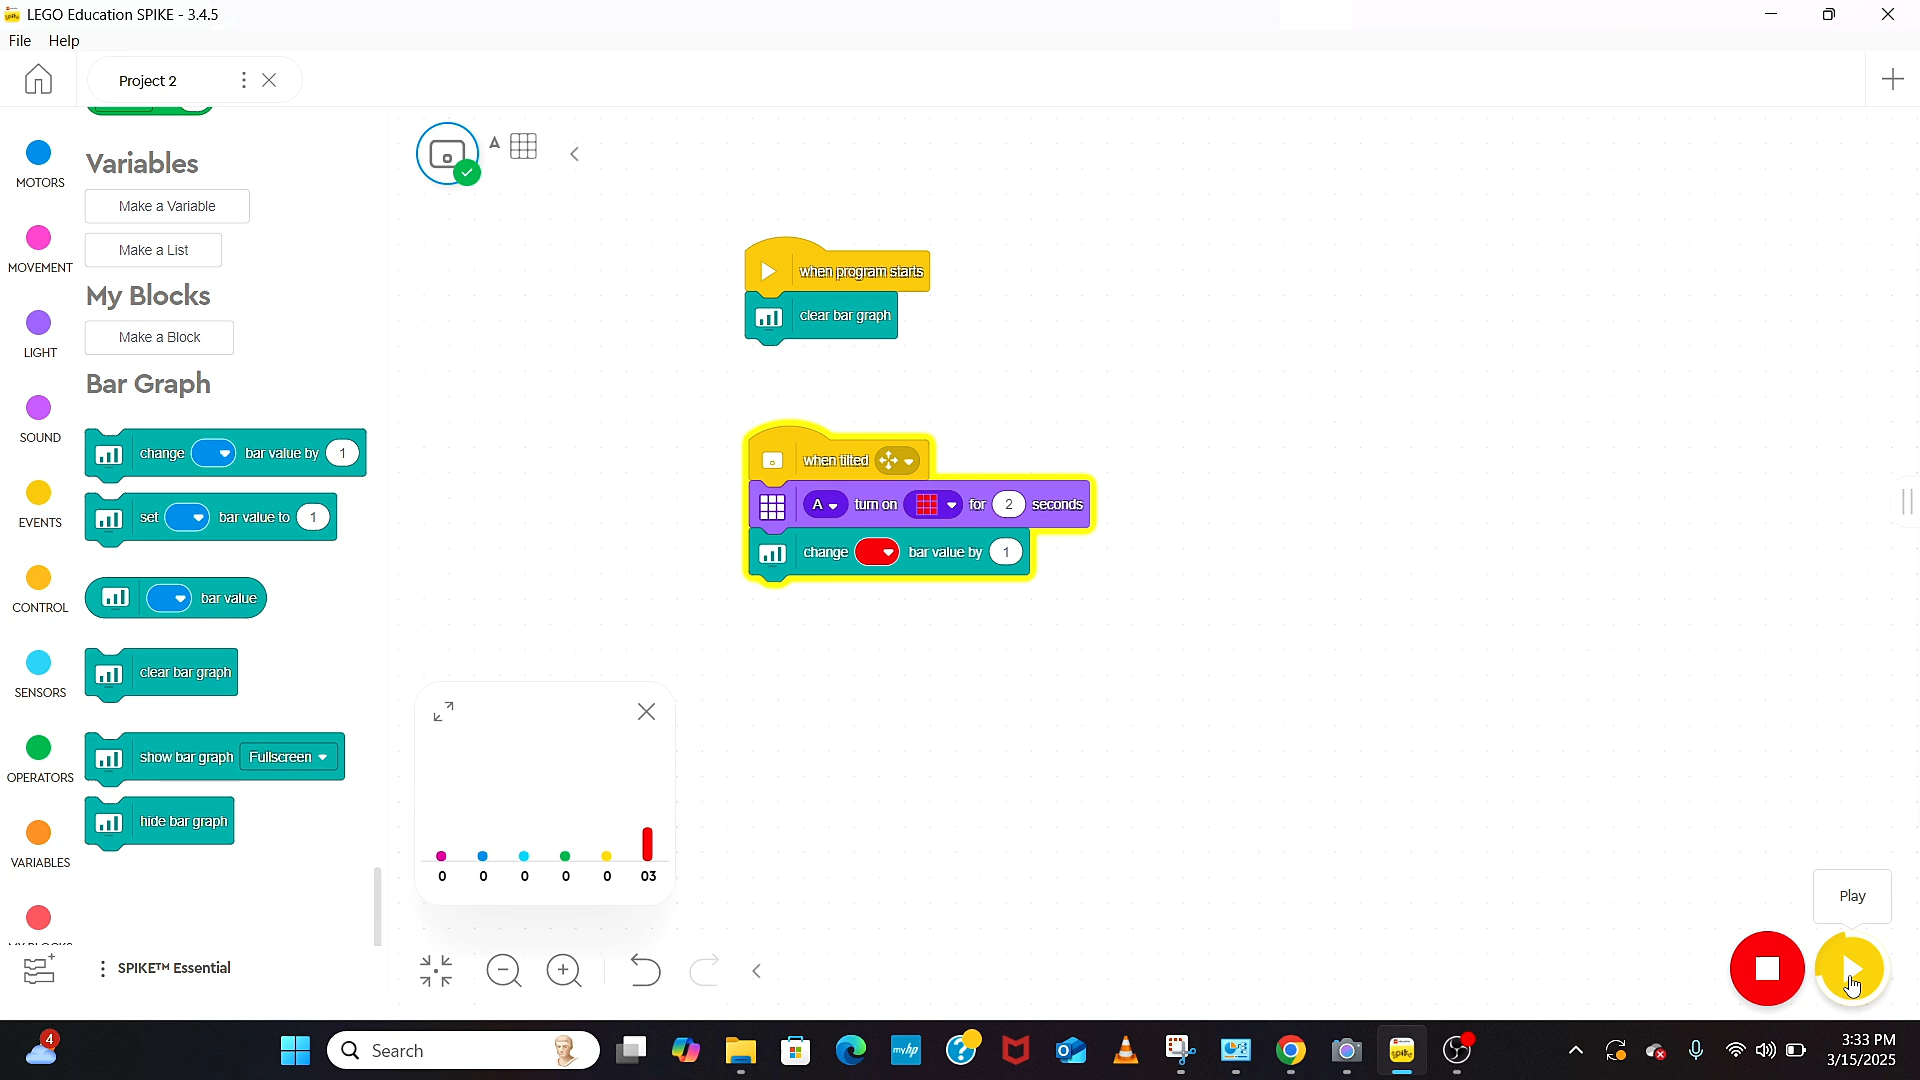 LEGO Education SPIKE - 3.4.5
File Help
Project 2
A
MOTORS
MOVEMENT
LIGHT
SOUND
EVENTS
CONTROL
SENSORS
OPERATORS
VARIABLES
Variables
Make a Variable
Make a List
My Blocks
Make a Block
Bar Graph
change bar value by 1
set bar value to 1
bar value
clear bar graph
show bar graph Fullscreen
hide bar graph
SPIKE™ Essential
when program starts
clear bar graph
when tilted
A turn on for 2 seconds
change bar value by 1
0 0 0 0 0 03
Play
4
Search
myhp
spike
3:33 PM
3/15/2025